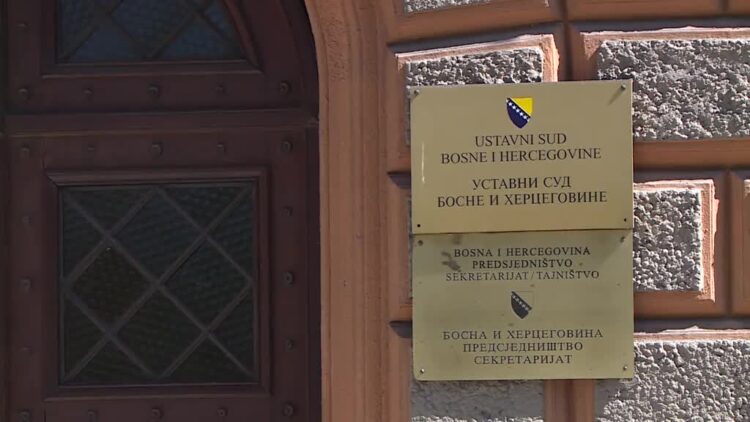 USTAVNI SUD
BOSNE I HERCEGOVINE
УСТАВНИ СУД
БОСНЕ И ХЕРЦЕГОВИНЕ
BOSNA I HERCEGOVINA
PREDSJEDNIŠTVO
SEKRETARIJAT/TAJNIŠTVO
БОСНА И ХЕРЦЕГОВИНА
ПРЕДСЈЕДНИШТВО
СЕКРЕТАРИЈАТ